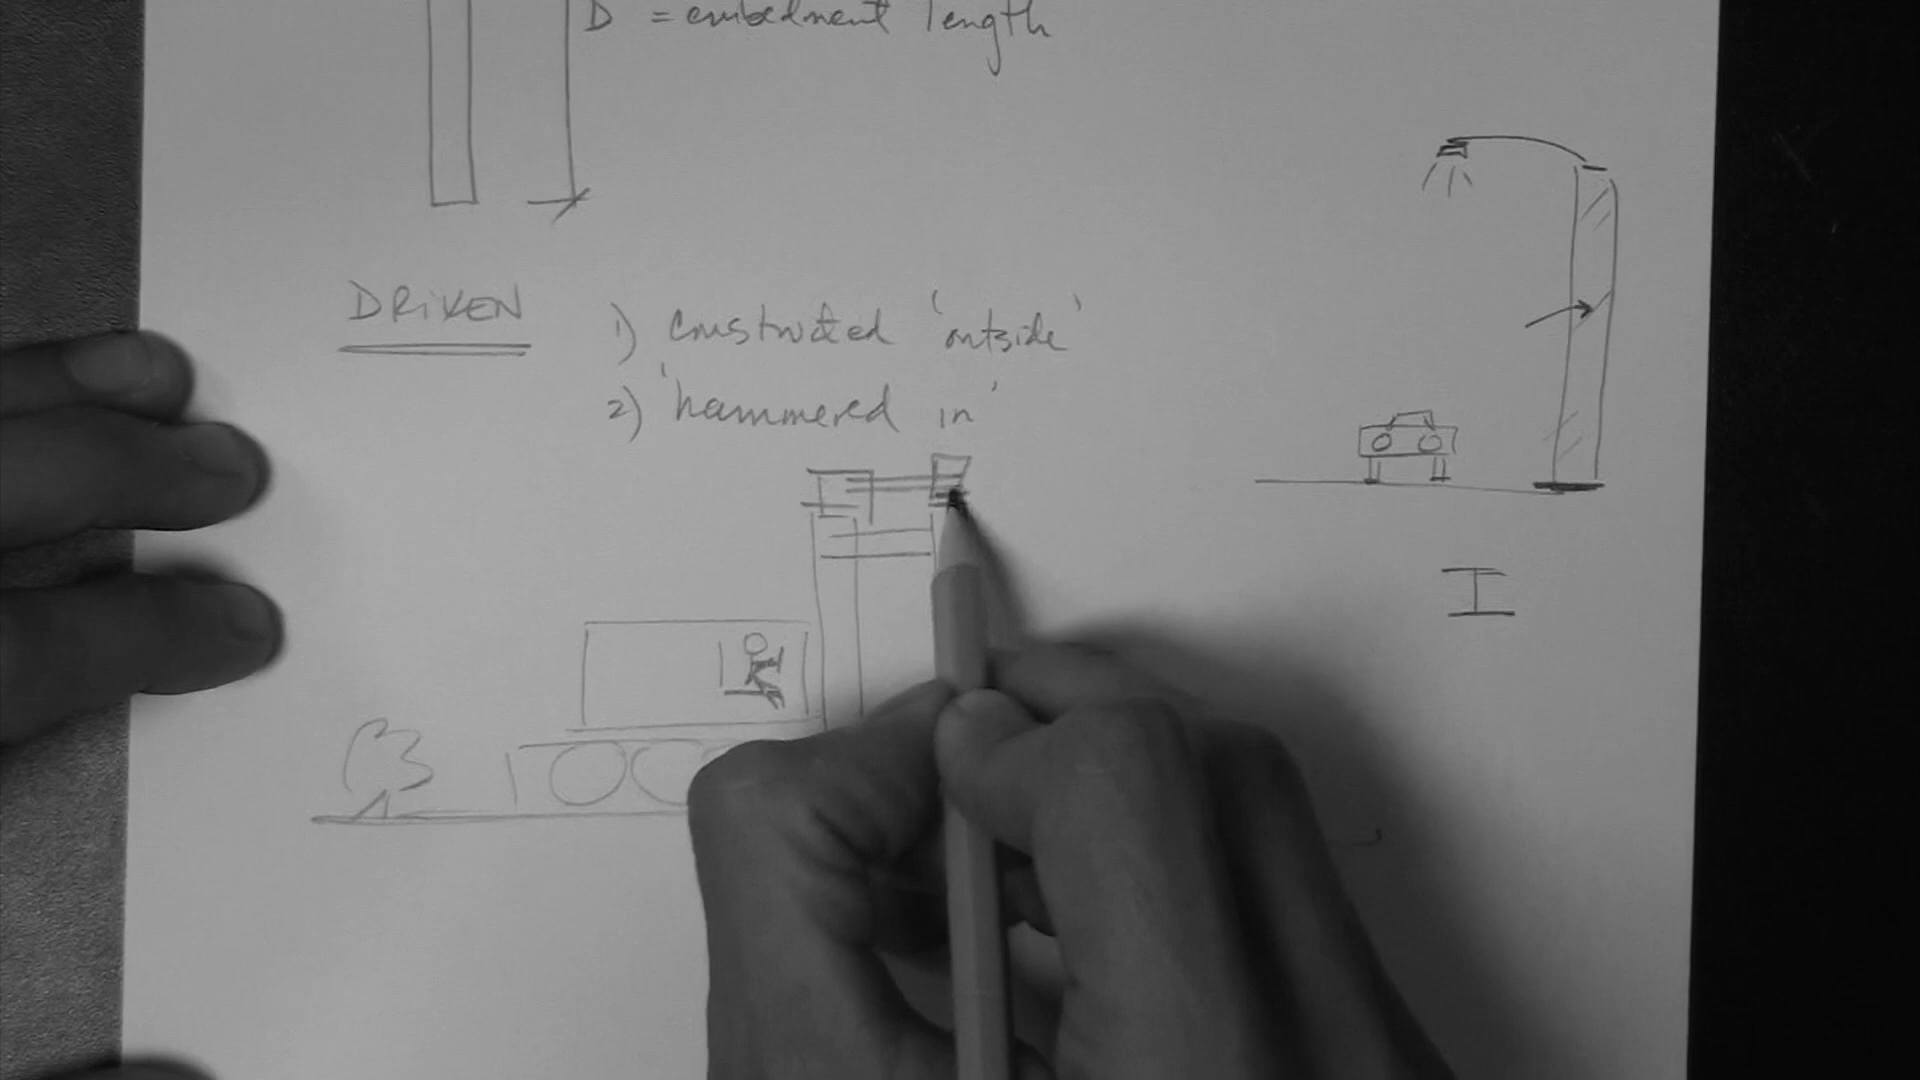 D = embedment length
DRIVEN
1) constructed 'outside'
2) 'hammered in'